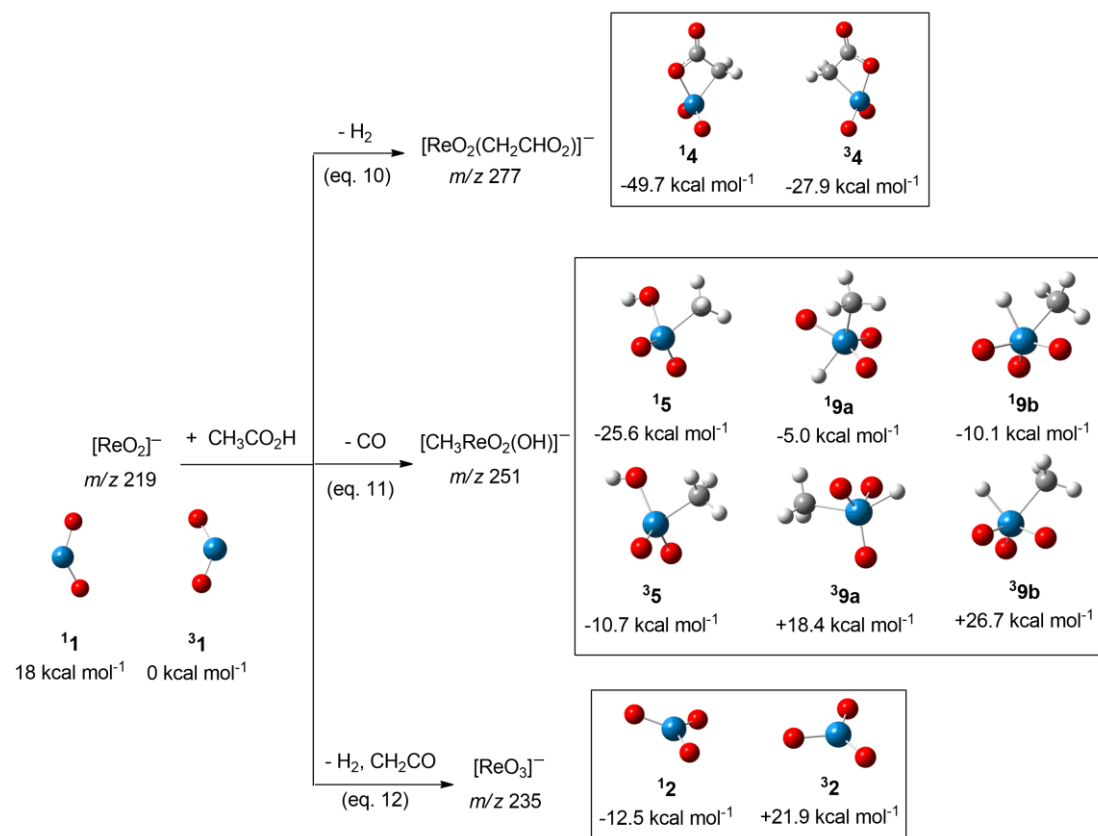 - H₂
(eq. 10)
[ReO₂(CH₂CHO₂)]⁻
m/z 277
¹4
³4
-49.7 kcal mol⁻¹
-27.9 kcal mol⁻¹
[ReO₂]⁻
m/z 219
+ CH₃CO₂H
¹1
³1
18 kcal mol⁻¹
0 kcal mol⁻¹
- CO
(eq. 11)
[CH₃ReO₂(OH)]⁻
m/z 251
¹5
¹9a
¹9b
-25.6 kcal mol⁻¹
-5.0 kcal mol⁻¹
-10.1 kcal mol⁻¹
³5
³9a
³9b
-10.7 kcal mol⁻¹
+18.4 kcal mol⁻¹
+26.7 kcal mol⁻¹
- H₂, CH₂CO
(eq. 12)
[ReO₃]⁻
m/z 235
¹2
³2
-12.5 kcal mol⁻¹
+21.9 kcal mol⁻¹